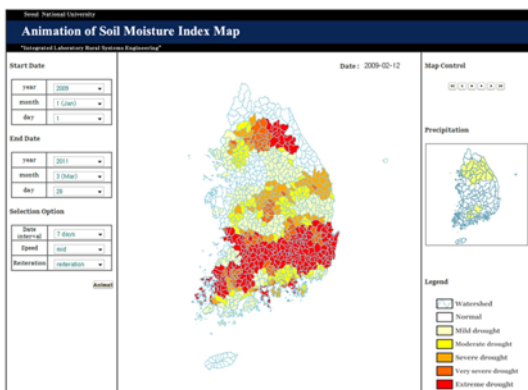 Seoul National University
Animation of Soil Moisture Index Map
"Integrated Laboratory Rural Systems Engineering"
Start Date
year 2009
month 1 (Jan)
day 1
End Date
year 2011
month 3 (Mar)
day 28
Selection Option
Date interval 7 days
Speed mid
Reiteration reiteration
Animat
Date : 2009-02-12
Map Control
Precipitation
Legend
Watershed
Normal
Mild drought
Moderate drought
Severe drought
Very severe drought
Extreme drought